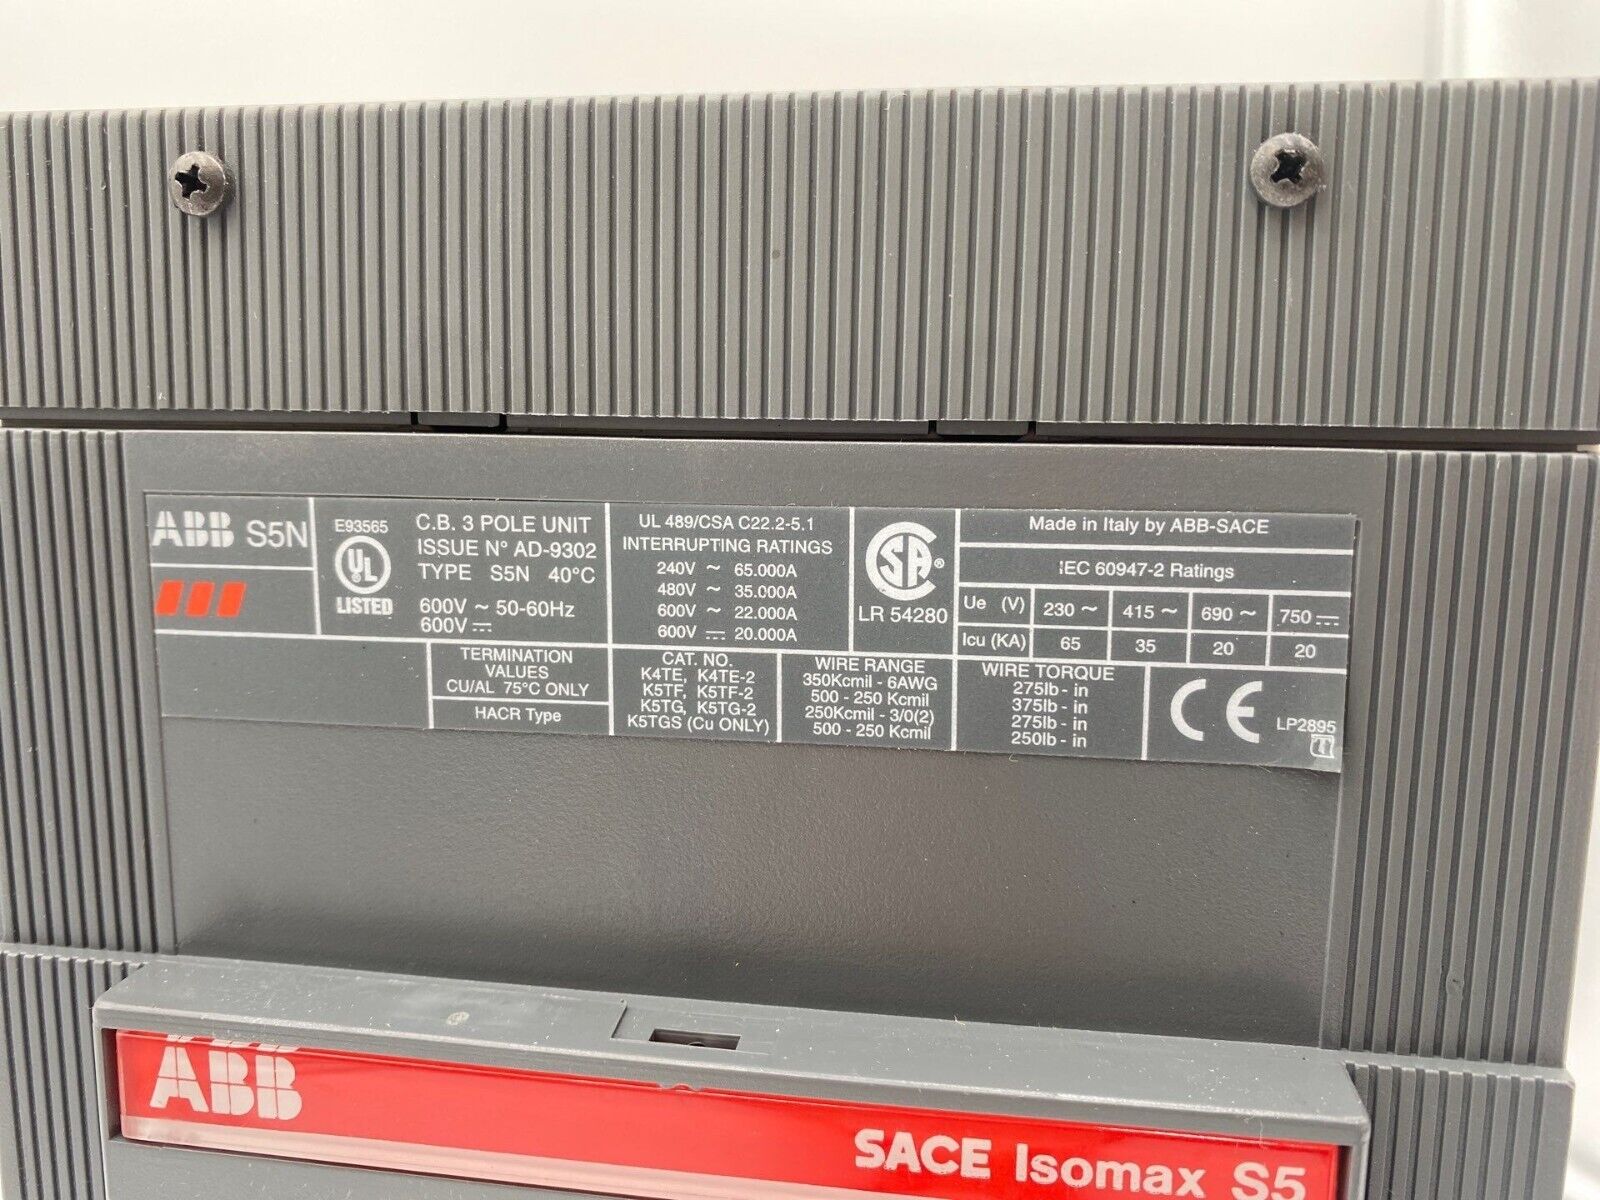 ABB S5N
E93565
UL
LISTED
C.B. 3 POLE UNIT
ISSUE N° AD-9302
TYPE S5N 40°C
600V ~ 50-60Hz
600V ⎓
UL 489/CSA C22.2-5.1
INTERRUPTING RATINGS
240V ~ 65.000A
480V ~ 35.000A
600V ~ 22.000A
600V ⎓ 20.000A
CSA ®
LR 54280
Made in Italy by ABB-SACE
IEC 60947-2 Ratings
Ue (V) 230 ~ 415 ~ 690 ~ 750 ⎓
Icu (KA) 65 35 20 20
TERMINATION
VALUES
CU/AL 75°C ONLY
HACR Type
CAT. NO.
K4TE, K4TE-2
K5TF, K5TF-2
K5TG, K5TG-2
K5TGS (Cu ONLY)
WIRE RANGE
350Kcmil - 6AWG
500 - 250 Kcmil
250Kcmil - 3/0(2)
500 - 250 Kcmil
WIRE TORQUE
275lb - in
375lb - in
275lb - in
250lb - in
CE
LP2895
ABB
SACE Isomax S5